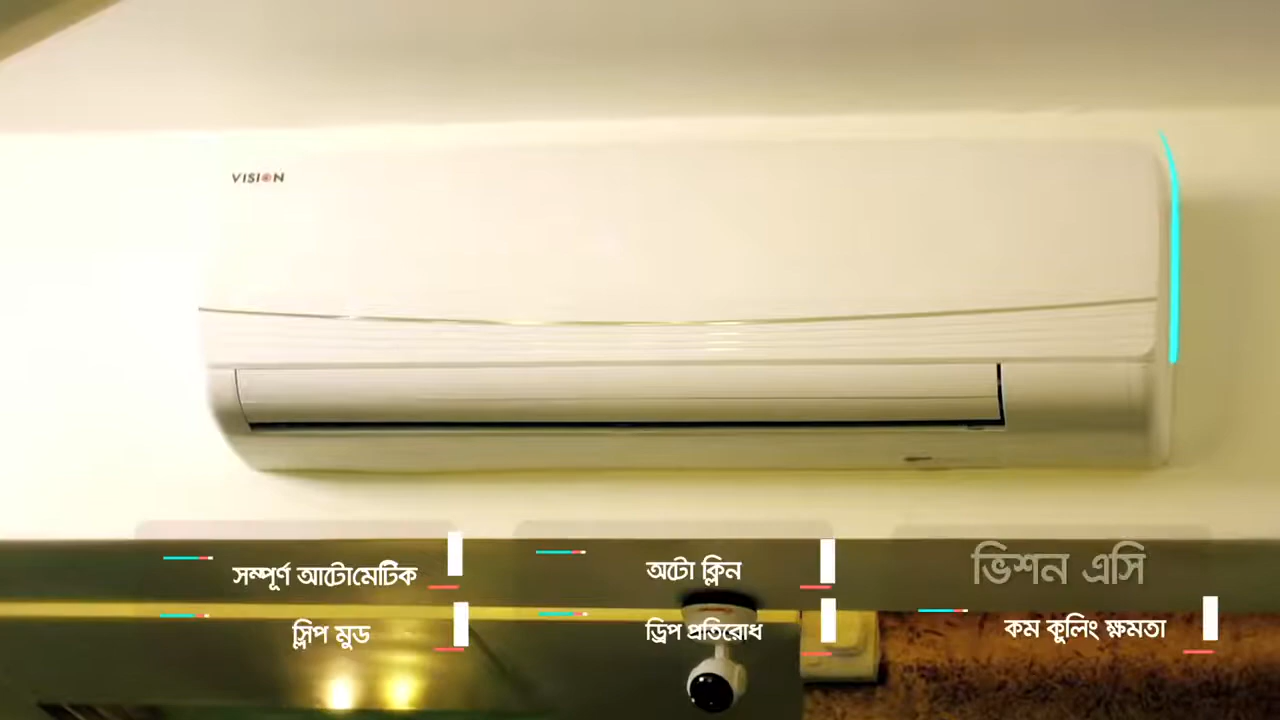 VISION
সম্পূর্ণ আটোমেটিক
অটো ক্লিন
ভিশন এসি
স্লিপ মুড
ড্রিপ প্রতিরোধ
কম কুলিং ক্ষমতা